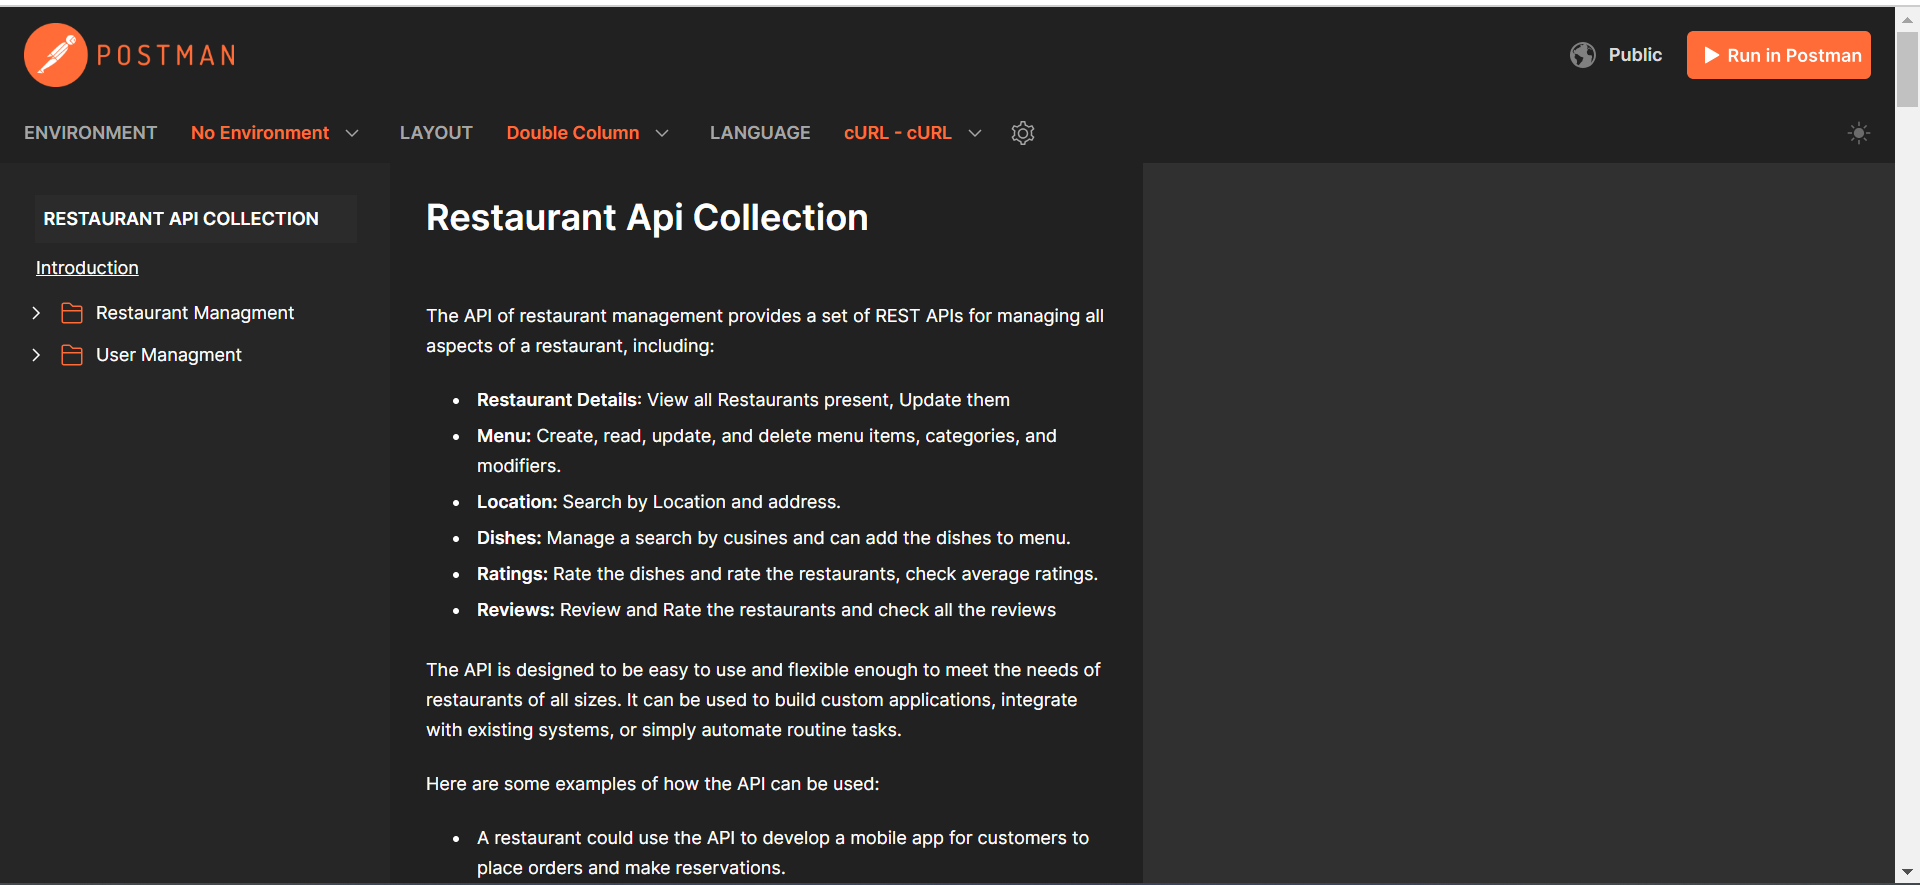 POSTMAN
Public
Run in Postman
ENVIRONMENT No Environment LAYOUT Double Column LANGUAGE cURL - cURL
RESTAURANT API COLLECTION
Introduction
Restaurant Managment
User Managment
Restaurant Api Collection
The API of restaurant management provides a set of REST APIs for managing all
aspects of a restaurant, including:
• Restaurant Details: View all Restaurants present, Update them
• Menu: Create, read, update, and delete menu items, categories, and
modifiers.
• Location: Search by Location and address.
• Dishes: Manage a search by cusines and can add the dishes to menu.
• Ratings: Rate the dishes and rate the restaurants, check average ratings.
• Reviews: Review and Rate the restaurants and check all the reviews
The API is designed to be easy to use and flexible enough to meet the needs of
restaurants of all sizes. It can be used to build custom applications, integrate
with existing systems, or simply automate routine tasks.
Here are some examples of how the API can be used:
• A restaurant could use the API to develop a mobile app for customers to
place orders and make reservations.